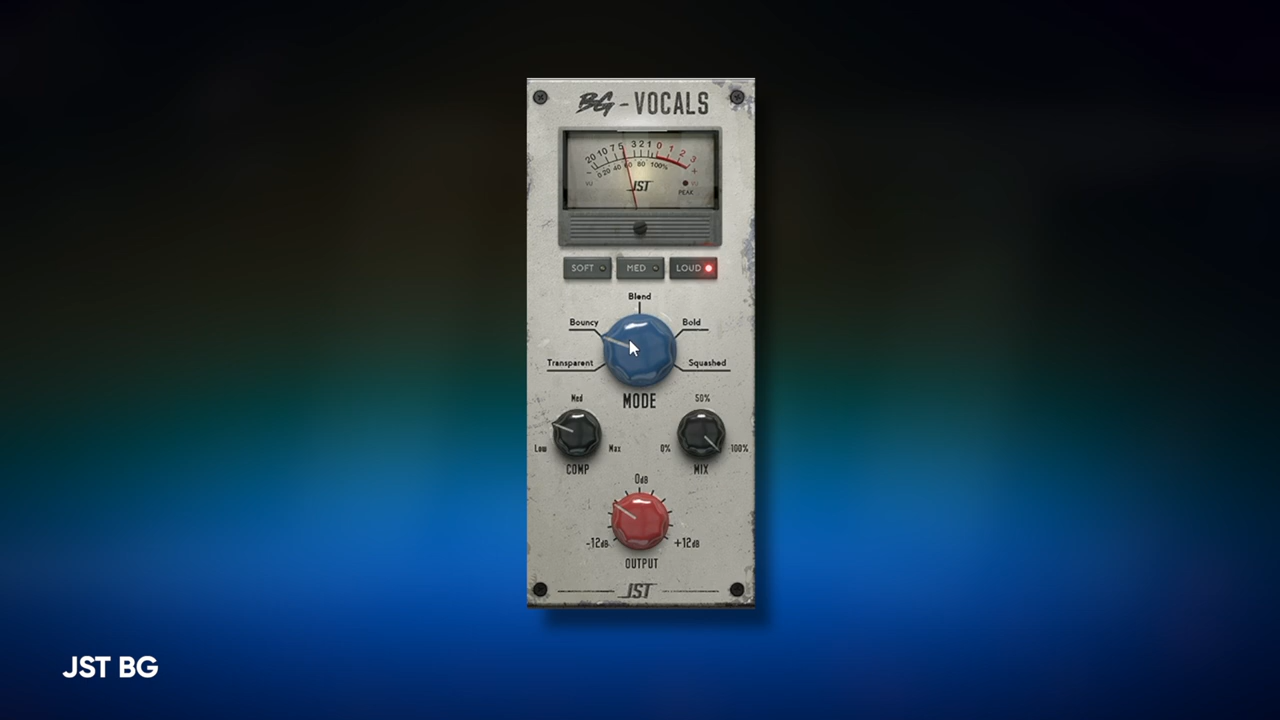 BG-VOCALS
20 10 7 5 3 2 1 0 1 2 3
- 0 20 40 60 80 100% +
VU JST VU
PEAK
SOFT MED LOUD
Blend
Bouncy Bold
Transparent Squashed
MODE
Med 50%
Low Max 0% 100%
COMP MIX
0dB
-12dB +12dB
OUTPUT
JST
JST BG